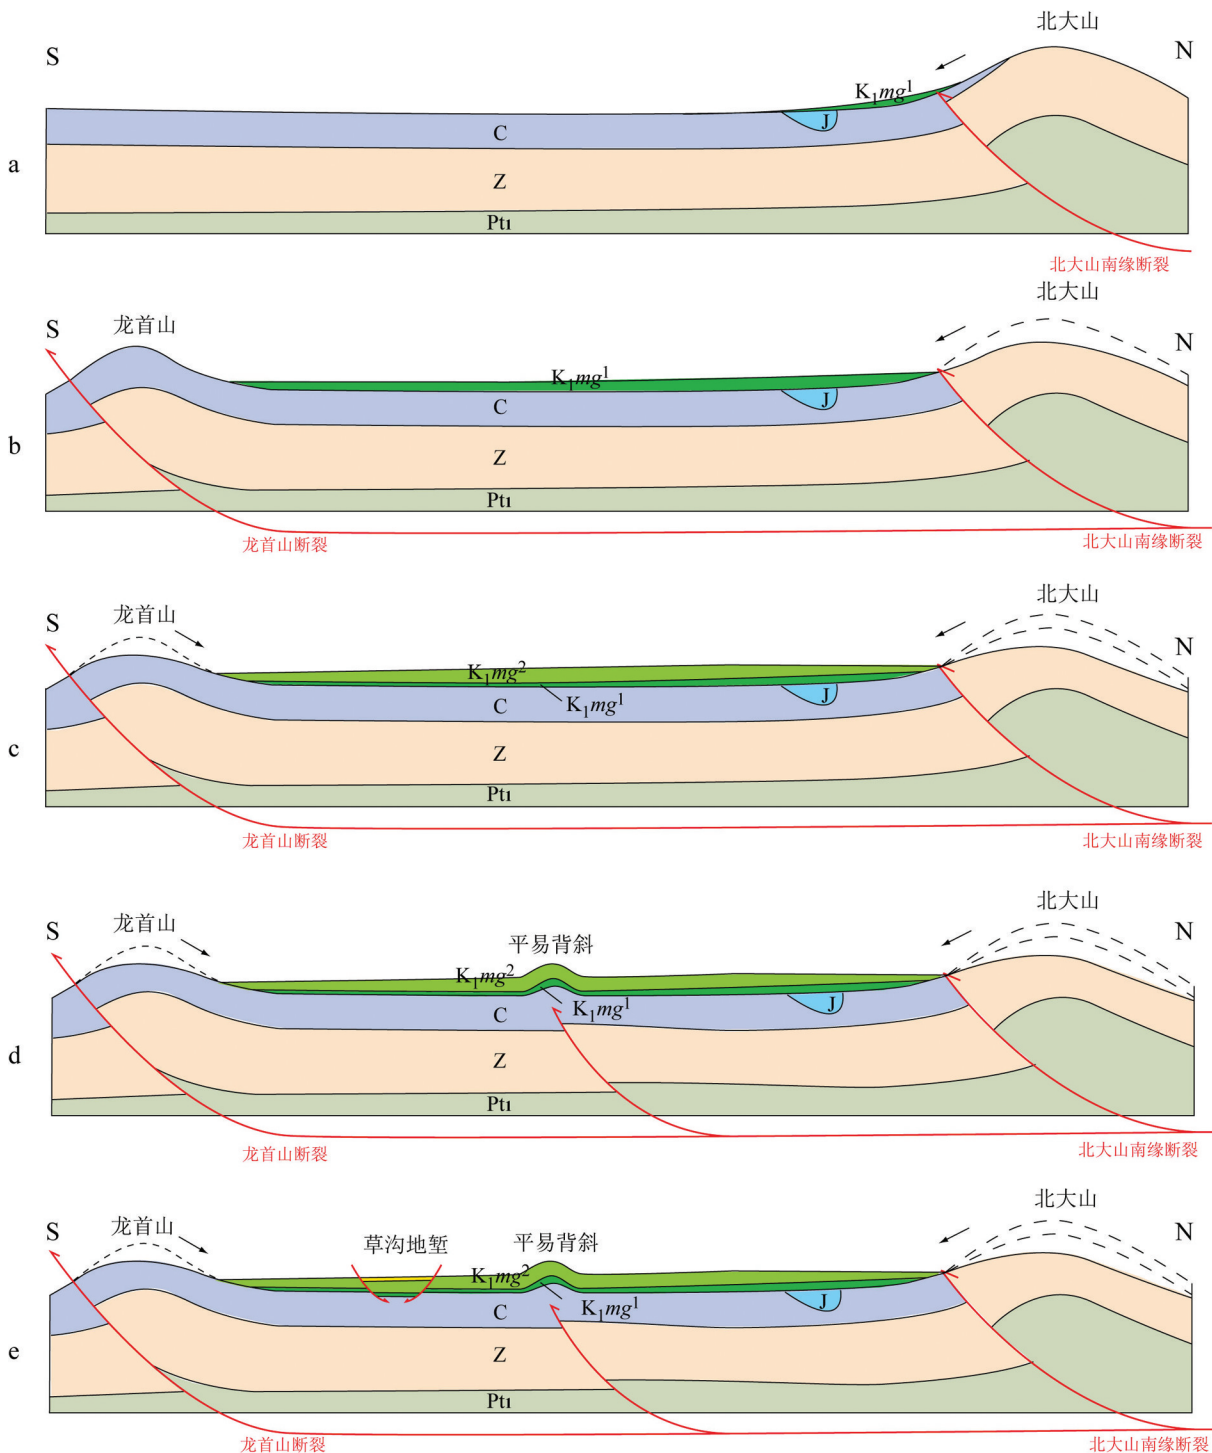 北大山
S
N
K₁mg¹
J
C
a
Z
Pt₁
北大山南缘断裂
北大山
龙首山
S
N
K₁mg¹
J
C
b
Z
Pt₁
龙首山断裂
北大山南缘断裂
北大山
龙首山
S
N
K₁mg²
J
K₁mg¹
C
c
Z
Pt₁
龙首山断裂
北大山南缘断裂
北大山
龙首山
S
N
平易背斜
K₁mg²
J
K₁mg¹
C
d
Z
Pt₁
龙首山断裂
北大山南缘断裂
北大山
龙首山
S
N
草沟地堑
平易背斜
K₁mg²
J
K₁mg¹
C
e
Z
Pt₁
龙首山断裂
北大山南缘断裂